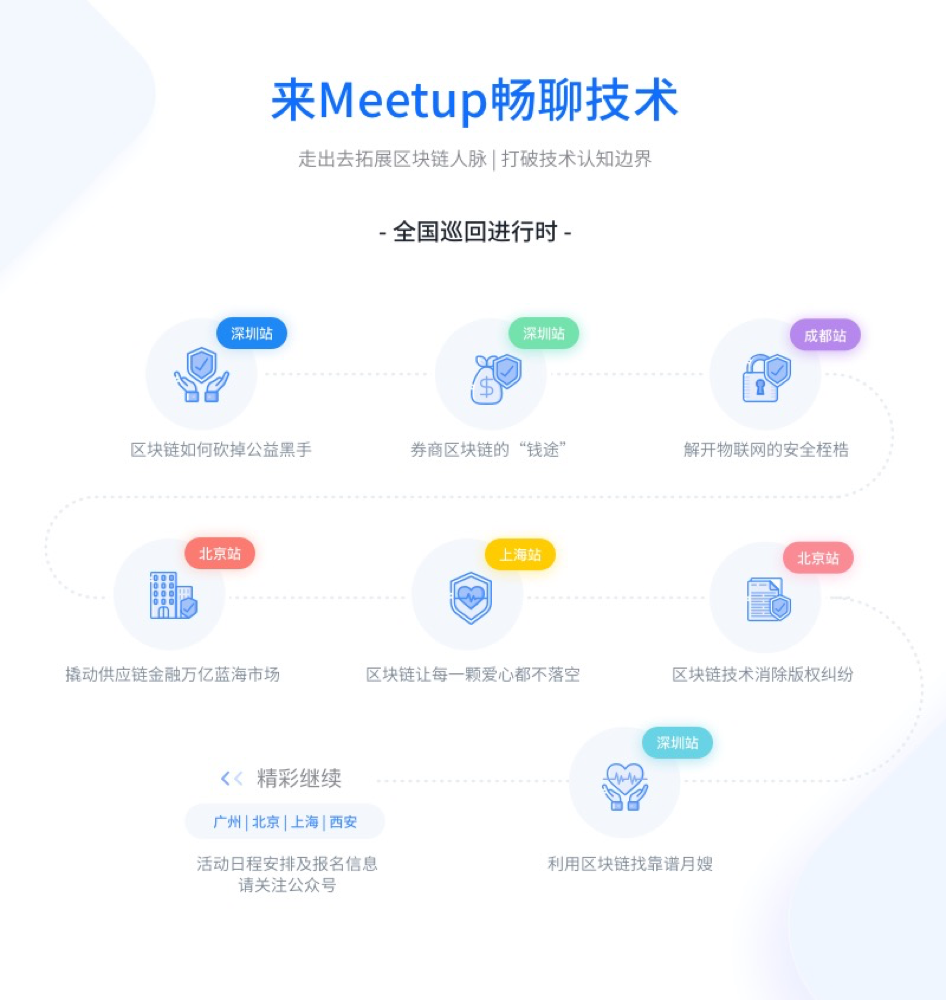 来Meetup畅聊技术
走出去拓展区块链人脉 | 打破技术认知边界
- 全国巡回进行时 -
深圳站
区块链如何砍掉公益黑手
深圳站
券商区块链的“钱途”
成都站
解开物联网的安全桎梏
北京站
撬动供应链金融万亿蓝海市场
上海站
区块链让每一颗爱心都不落空
北京站
区块链技术消除版权纠纷
精彩继续
广州 | 北京 | 上海 | 西安
活动日程安排及报名信息
请关注公众号
深圳站
利用区块链找靠谱月嫂